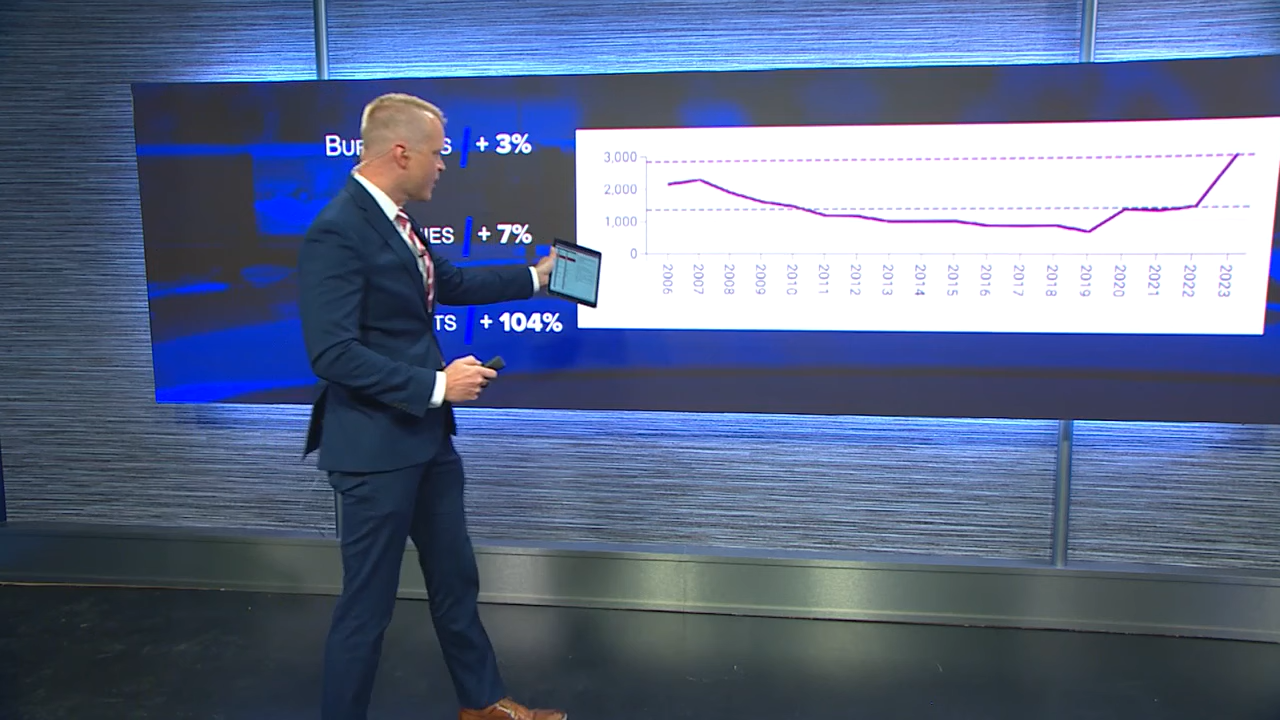 BU S / + 3%
IES / + 7%
TS / + 104%
3,000
2,000
1,000
0
2006 2007 2008 2009 2010 2011 2012 2013 2014 2015 2016 2017 2018 2019 2020 2021 2022 2023